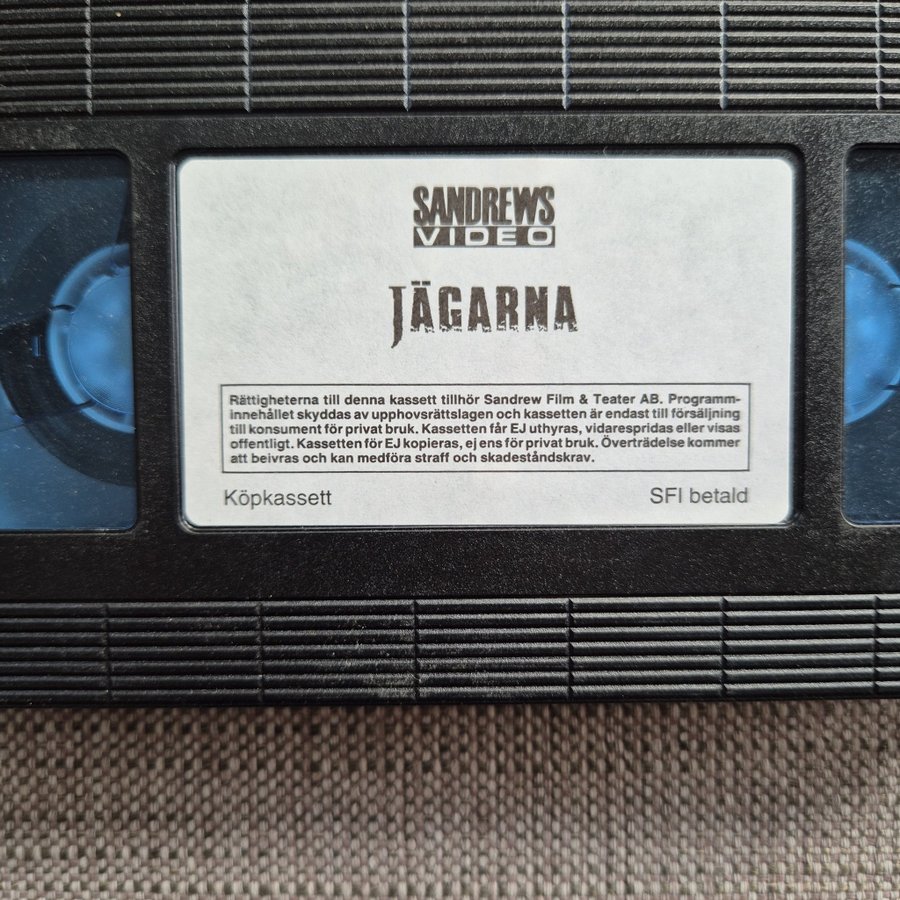 SANDREWS
VIDEO
JÄGARNA
Rättigheterna till denna kassett tillhör Sandrew Film & Teater AB. Programm-
innehållet skyddas av upphovsrättslagen och kassetten är endast till försäljning
till konsument för privat bruk. Kassetten får EJ uthyras, vidarespridas eller visas
offentligt. Kassetten för EJ kopieras, ej ens för privat bruk. Överträdelse kommer
att beivras och kan medföra straff och skadeståndskrav.
Köpkassett SFI betald